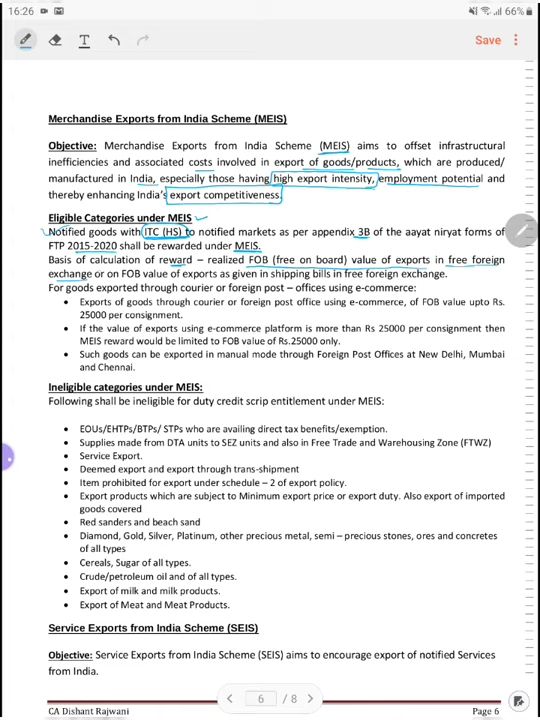 16:26 66%
T Save
Merchandise Exports from India Scheme (MEIS)
Objective: Merchandise Exports from India Scheme (MEIS) aims to offset infrastructural
inefficiencies and associated costs involved in export of goods/products, which are produced/
manufactured in India, especially those having high export intensity, employment potential and
thereby enhancing India's export competitiveness.
Eligible Categories under MEIS
Notified goods with ITC (HS) to notified markets as per appendix 3B of the aayat niryat forms of
FTP 2015-2020 shall be rewarded under MEIS.
Basis of calculation of reward – realized FOB (free on board) value of exports in free foreign
exchange or on FOB value of exports as given in shipping bills in free foreign exchange.
For goods exported through courier or foreign post – offices using e-commerce:
• Exports of goods through courier or foreign post office using e-commerce, of FOB value upto Rs.
25000 per consignment.
• If the value of exports using e-commerce platform is more than Rs 25000 per consignment then
MEIS reward would be limited to FOB value of Rs.25000 only.
• Such goods can be exported in manual mode through Foreign Post Offices at New Delhi, Mumbai
and Chennai.
Ineligible categories under MEIS:
Following shall be ineligible for duty credit scrip entitlement under MEIS:
• EOUs/EHTPs/BTPs/ STPs who are availing direct tax benefits/exemption.
• Supplies made from DTA units to SEZ units and also in Free Trade and Warehousing Zone (FTWZ)
• Service Export.
• Deemed export and export through trans-shipment
• Item prohibited for export under schedule – 2 of export policy.
• Export products which are subject to Minimum export price or export duty. Also export of imported
goods covered
• Red sanders and beach sand
• Diamond, Gold, Silver, Platinum, other precious metal, semi – precious stones, ores and concretes
of all types
• Cereals, Sugar of all types.
• Crude/petroleum oil and of all types.
• Export of milk and milk products.
• Export of Meat and Meat Products.
Service Exports from India Scheme (SEIS)
Objective: Service Exports from India Scheme (SEIS) aims to encourage export of notified Services
from India.
CA Dishant Rajwani Page 6
6 / 8